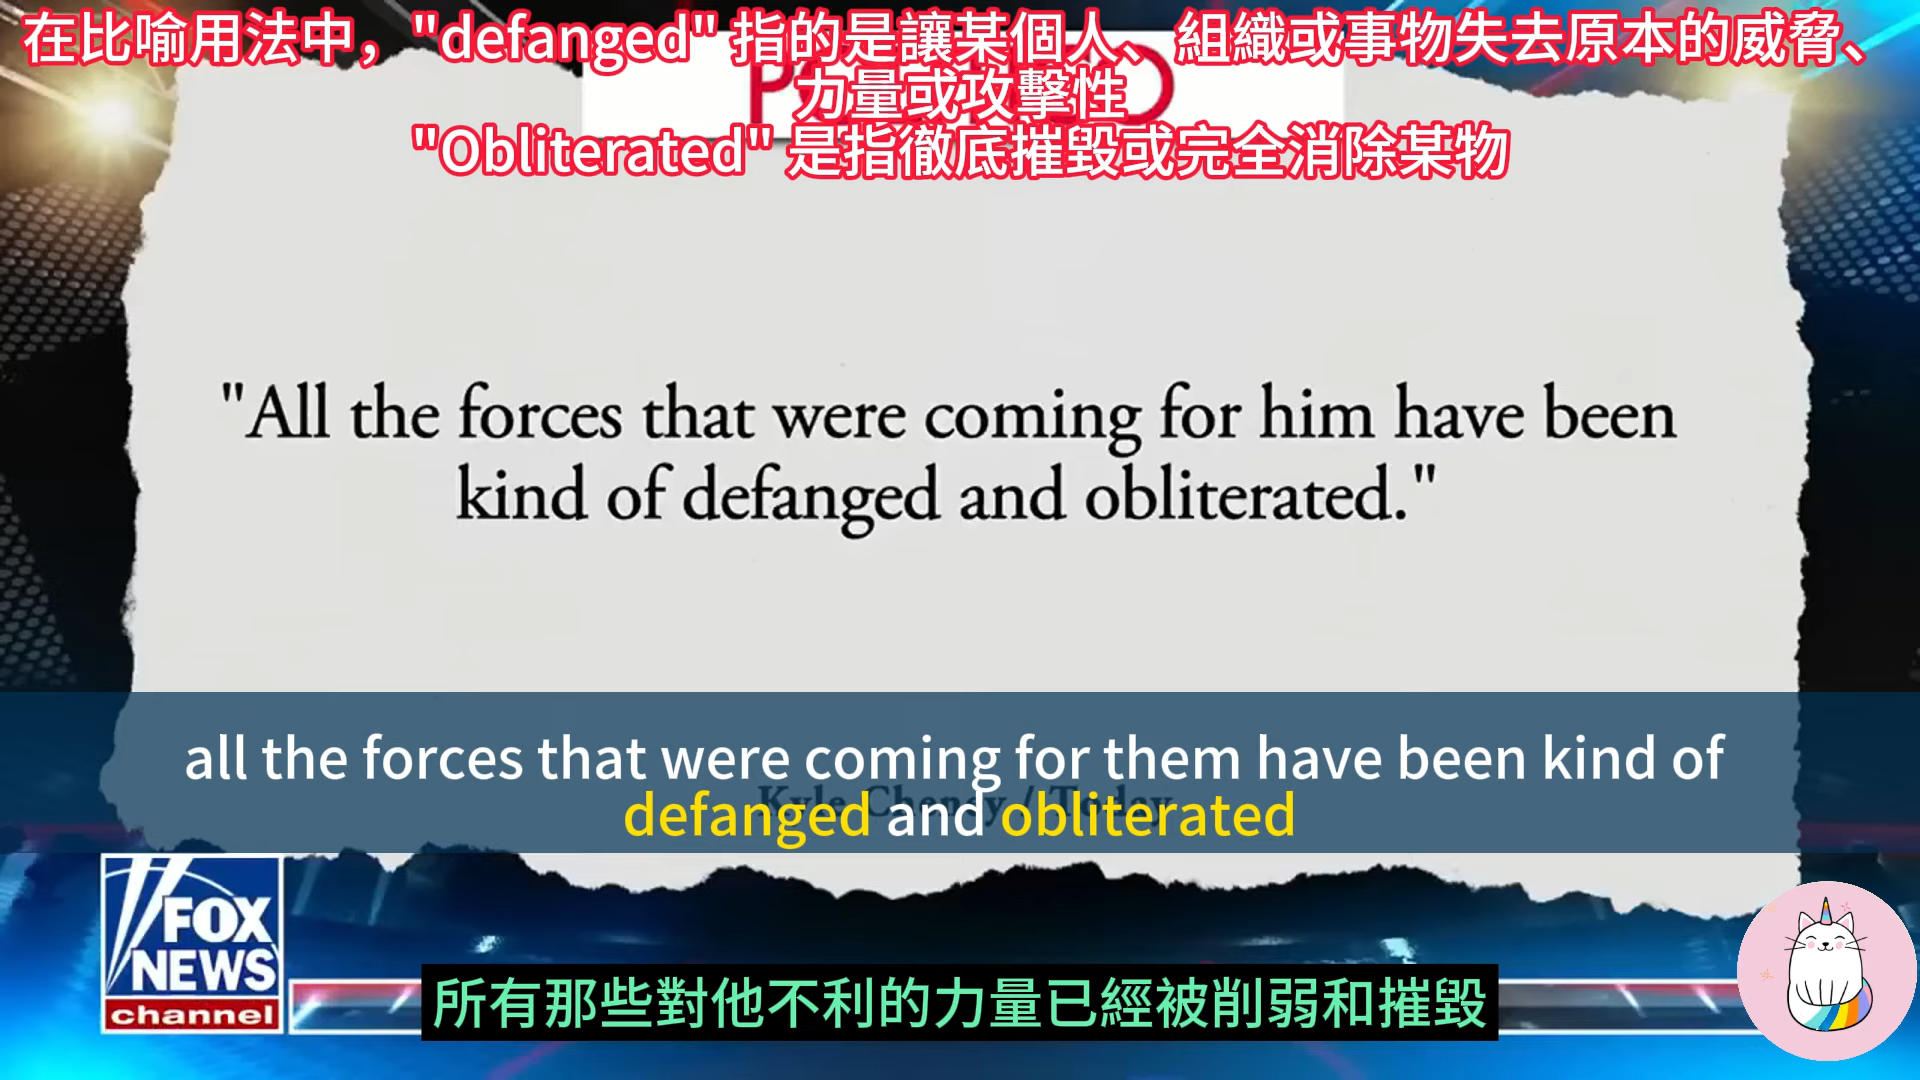 在比喻用法中，"defanged" 指的是讓某個人、組織或事物失去原本的威脅、
力量或攻擊性
"Obliterated" 是指徹底摧毀或完全消除某物
"All the forces that were coming for him have been
kind of defanged and obliterated."
all the forces that were coming for them have been kind of
defanged and obliterated
Kyle Cheney / Today
FOX
NEWS
channel
所有那些對他不利的力量已經被削弱和摧毀